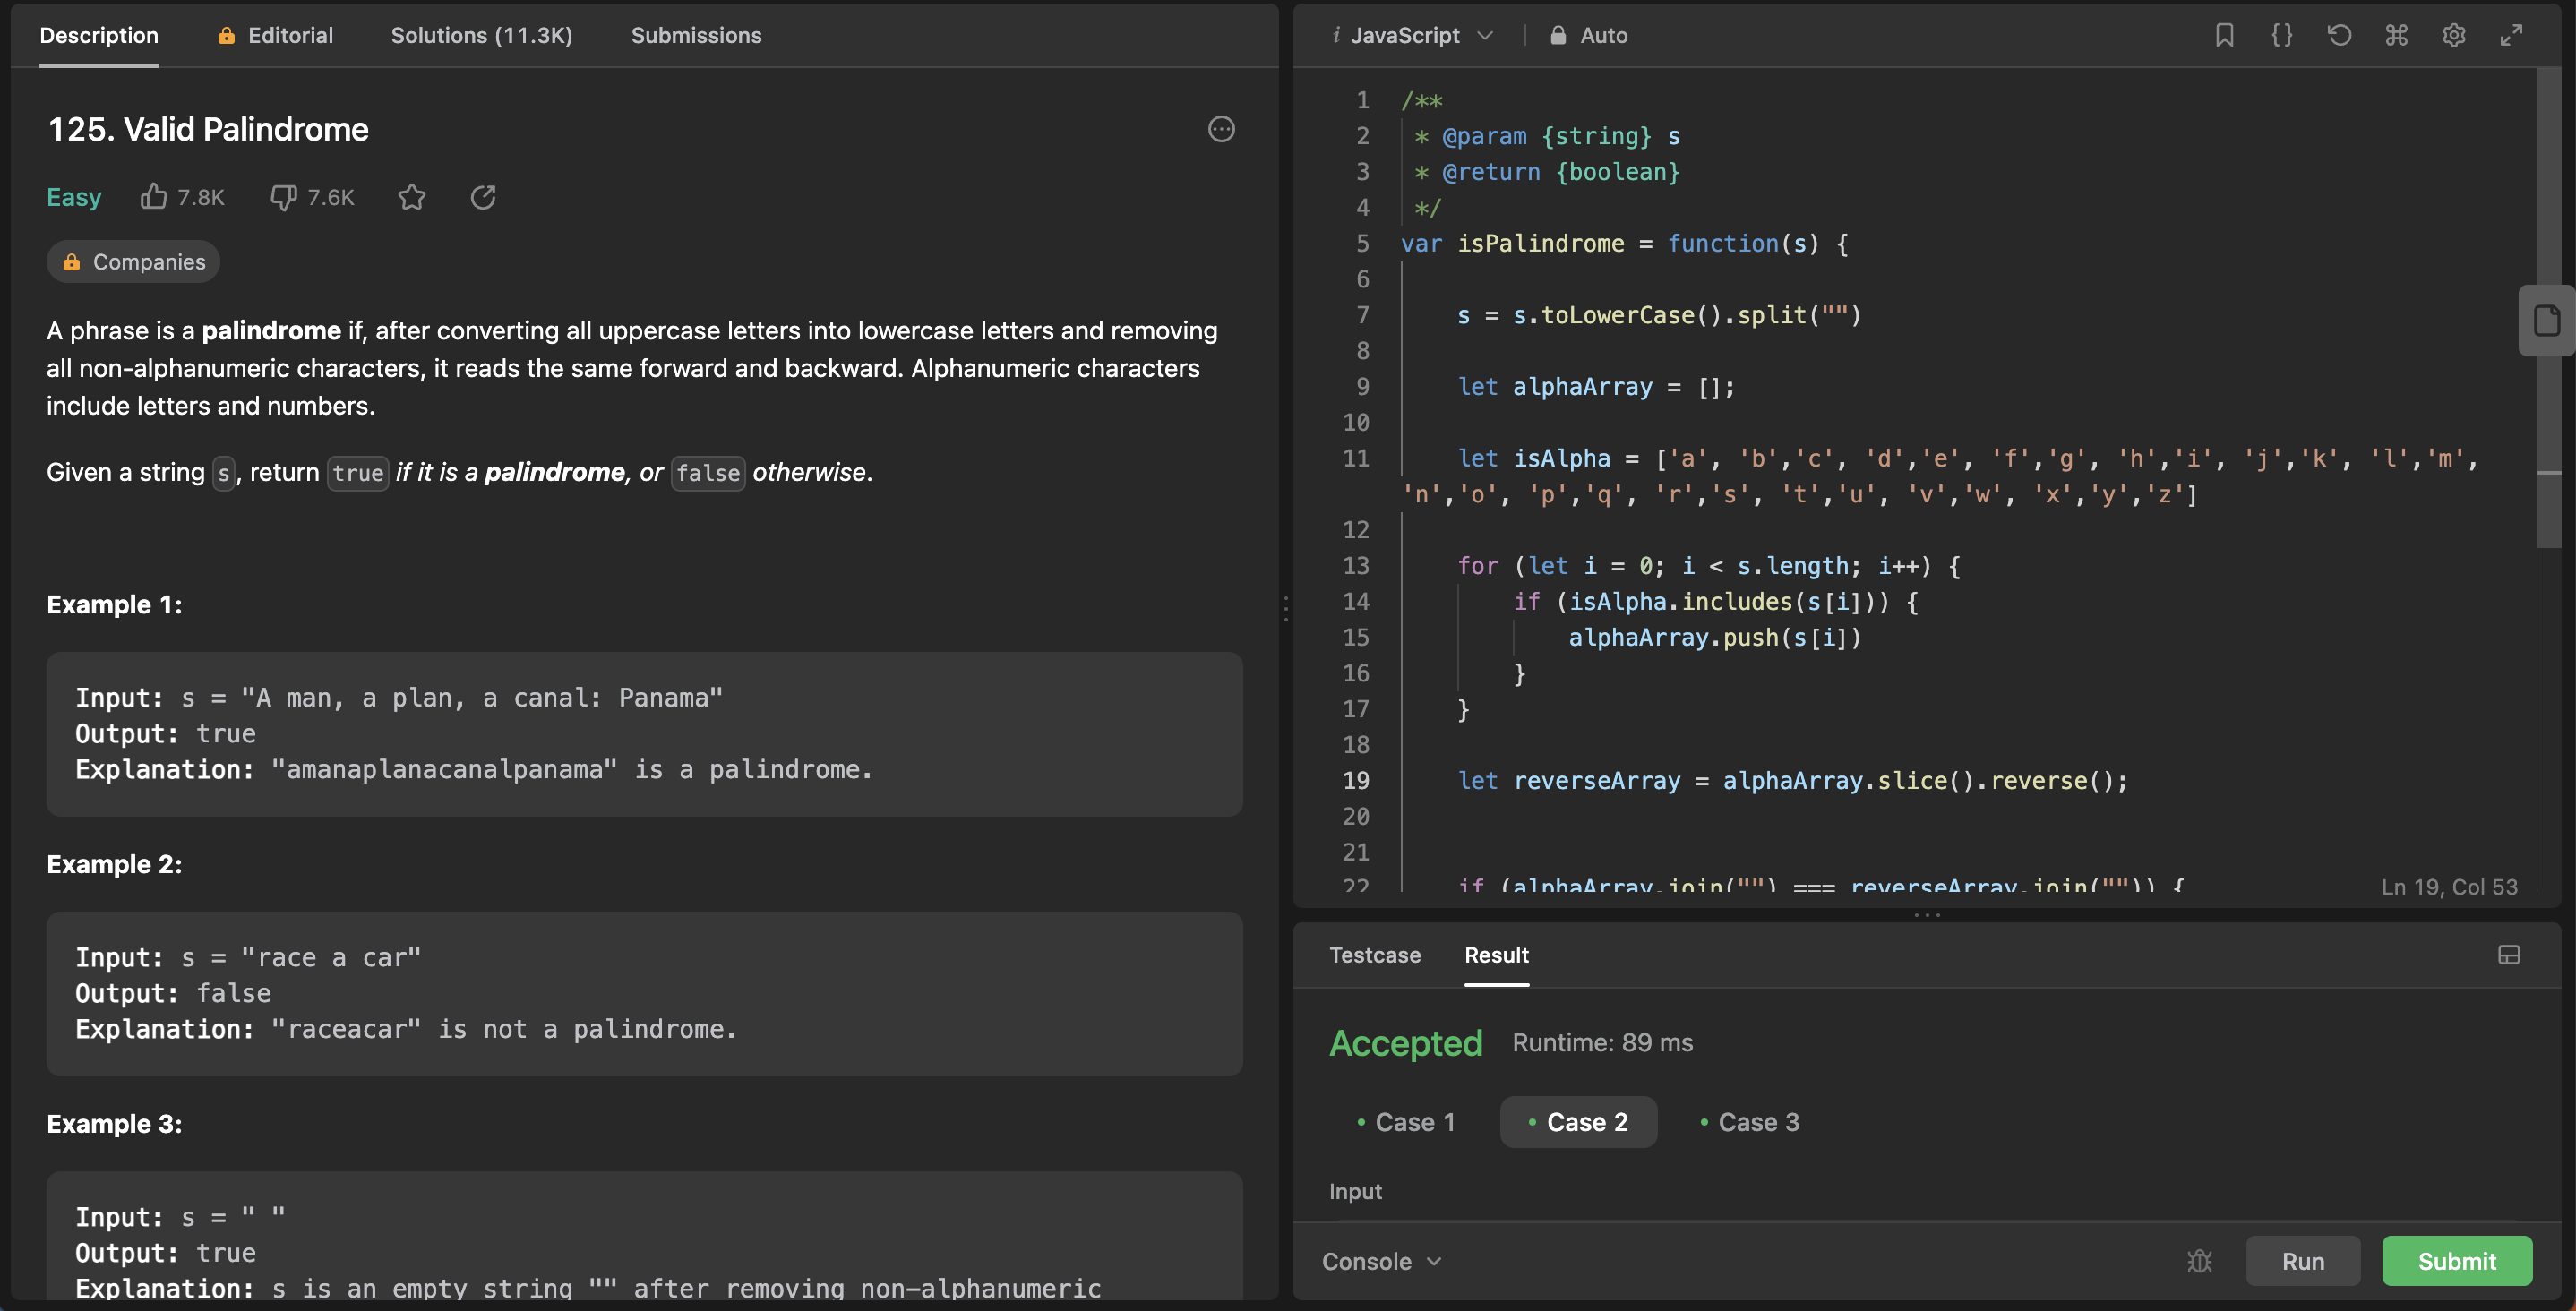 Description Editorial Solutions (11.3K) Submissions
125. Valid Palindrome
Easy 7.8K 7.6K
Companies
A phrase is a palindrome if, after converting all uppercase letters into lowercase letters and removing
all non-alphanumeric characters, it reads the same forward and backward. Alphanumeric characters
include letters and numbers.
Given a string s, return true if it is a palindrome, or false otherwise.
Example 1:
Input: s = "A man, a plan, a canal: Panama"
Output: true
Explanation: "amanaplanacanalpanama" is a palindrome.
Example 2:
Input: s = "race a car"
Output: false
Explanation: "raceacar" is not a palindrome.
Example 3:
Input: s = " "
Output: true
Explanation: s is an empty string "" after removing non-alphanumeric
i JavaScript Auto
1 /**
2 * @param {string} s
3 * @return {boolean}
4 */
5 var isPalindrome = function(s) {
6
7 s = s.toLowerCase().split("")
8
9 let alphaArray = [];
10
11 let isAlpha = ['a', 'b','c', 'd','e', 'f','g', 'h','i', 'j','k', 'l','m',
'n','o', 'p','q', 'r','s', 't','u', 'v','w', 'x','y','z']
12
13 for (let i = 0; i < s.length; i++) {
14 if (isAlpha.includes(s[i])) {
15 alphaArray.push(s[i])
16 }
17 }
18
19 let reverseArray = alphaArray.slice().reverse();
20
21
22 if (alphaArray.join("") === reverseArray.join("")) {
Ln 19, Col 53
Testcase Result
Accepted Runtime: 89 ms
Case 1 Case 2 Case 3
Input
Console Run Submit